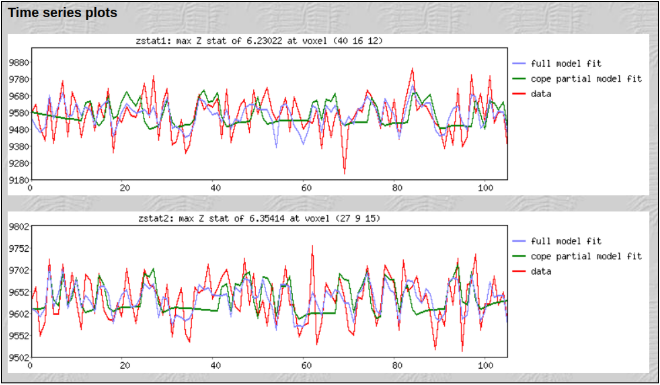 Time series plots
zstat1: max Z stat of 6.23022 at voxel (40 16 12)
9880
9780
9680
9580
9480
9380
9280
9180
0 20 40 60 80 100
full model fit
cope partial model fit
data
zstat2: max Z stat of 6.35414 at voxel (27 9 15)
9802
9752
9702
9652
9602
9552
9502
0 20 40 60 80 100
full model fit
cope partial model fit
data